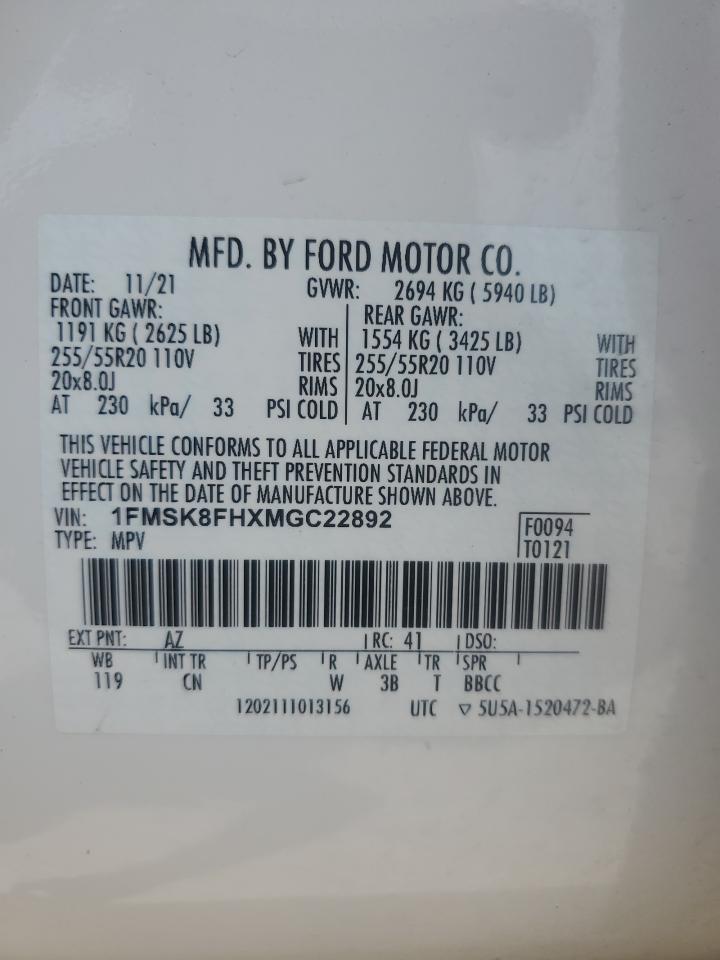 MFD. BY FORD MOTOR CO.
DATE: 11/21 GVWR: 2694 KG ( 5940 LB)
FRONT GAWR: REAR GAWR:
1191 KG ( 2625 LB) WITH 1554 KG ( 3425 LB) WITH
255/55R20 110V TIRES 255/55R20 110V TIRES
20x8.0J RIMS 20x8.0J RIMS
AT 230 kPa/ 33 PSI COLD AT 230 kPa/ 33 PSI COLD
THIS VEHICLE CONFORMS TO ALL APPLICABLE FEDERAL MOTOR
VEHICLE SAFETY AND THEFT PREVENTION STANDARDS IN
EFFECT ON THE DATE OF MANUFACTURE SHOWN ABOVE.
VIN: 1FMSK8FHXMGC22892 F0094
TYPE: MPV T0121
EXT PNT: AZ RC: 41 DSO:
WB INT TR TP/PS R AXLE TR SPR
119 CN W 3B T BBCC
1202111013156 UTC ▽ 5U5A-1520472-BA